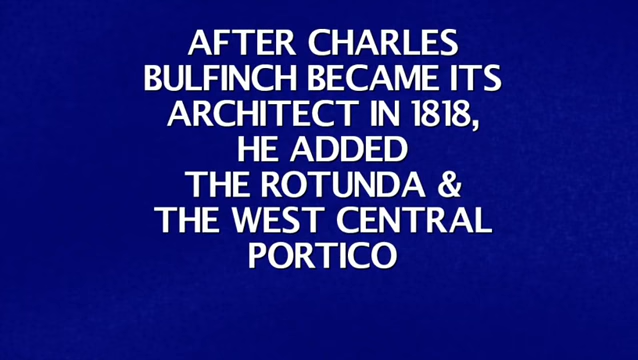 AFTER CHARLES
BULFINCH BECAME ITS
ARCHITECT IN 1818,
HE ADDED
THE ROTUNDA &
THE WEST CENTRAL
PORTICO